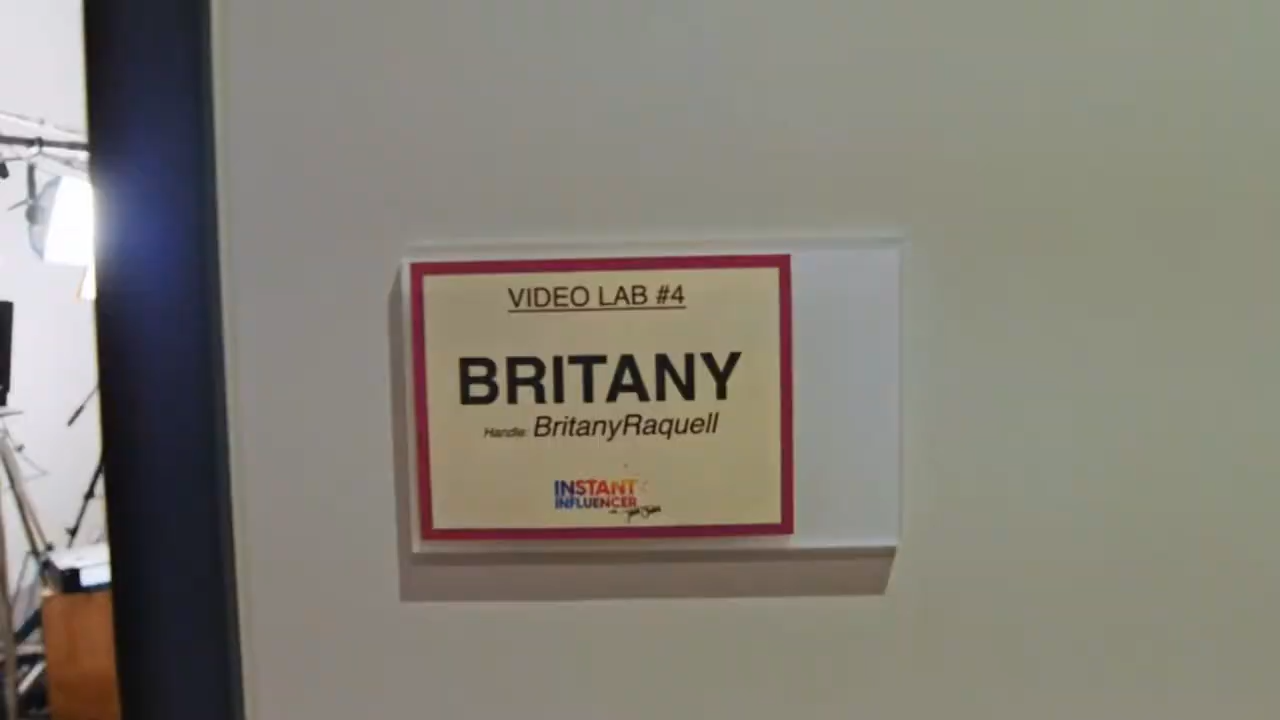 VIDEO LAB #4
BRITANY
Handle: BritanyRaquell
INSTANT
INFLUENCER